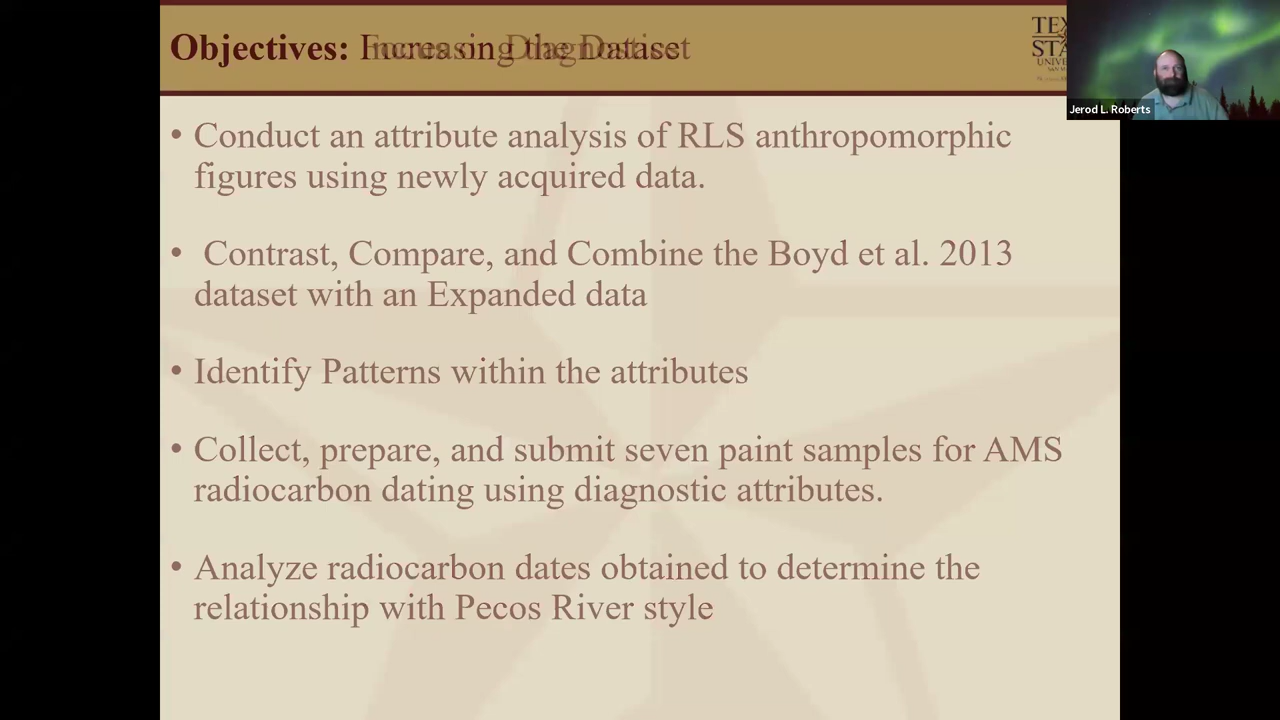 Objectives: Increasing the Dataset
Jerod L. Roberts
• Conduct an attribute analysis of RLS anthropomorphic
figures using newly acquired data.
• Contrast, Compare, and Combine the Boyd et al. 2013
dataset with an Expanded data
• Identify Patterns within the attributes
• Collect, prepare, and submit seven paint samples for AMS
radiocarbon dating using diagnostic attributes.
• Analyze radiocarbon dates obtained to determine the
relationship with Pecos River style